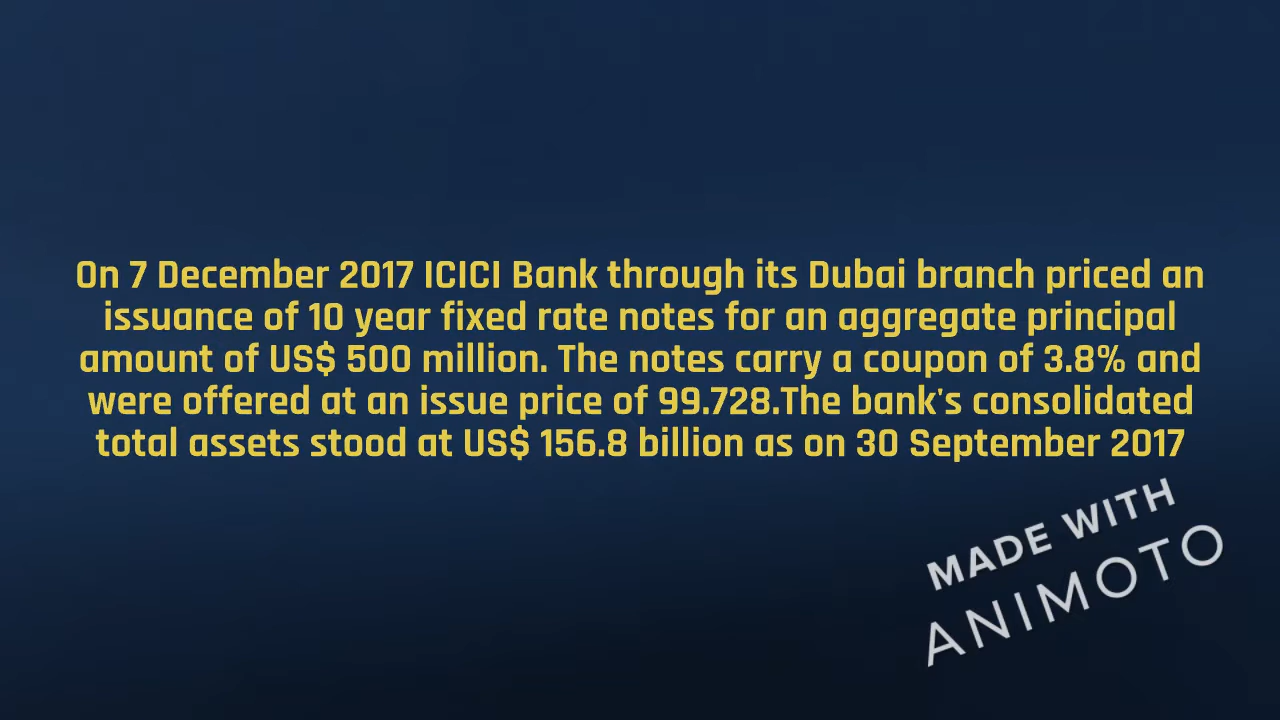 On 7 December 2017 ICICI Bank through its Dubai branch priced an
issuance of 10 year fixed rate notes for an aggregate principal
amount of US$ 500 million. The notes carry a coupon of 3.8% and
were offered at an issue price of 99.728.The bank's consolidated
total assets stood at US$ 156.8 billion as on 30 September 2017
MADE WITH
ANIMOTO